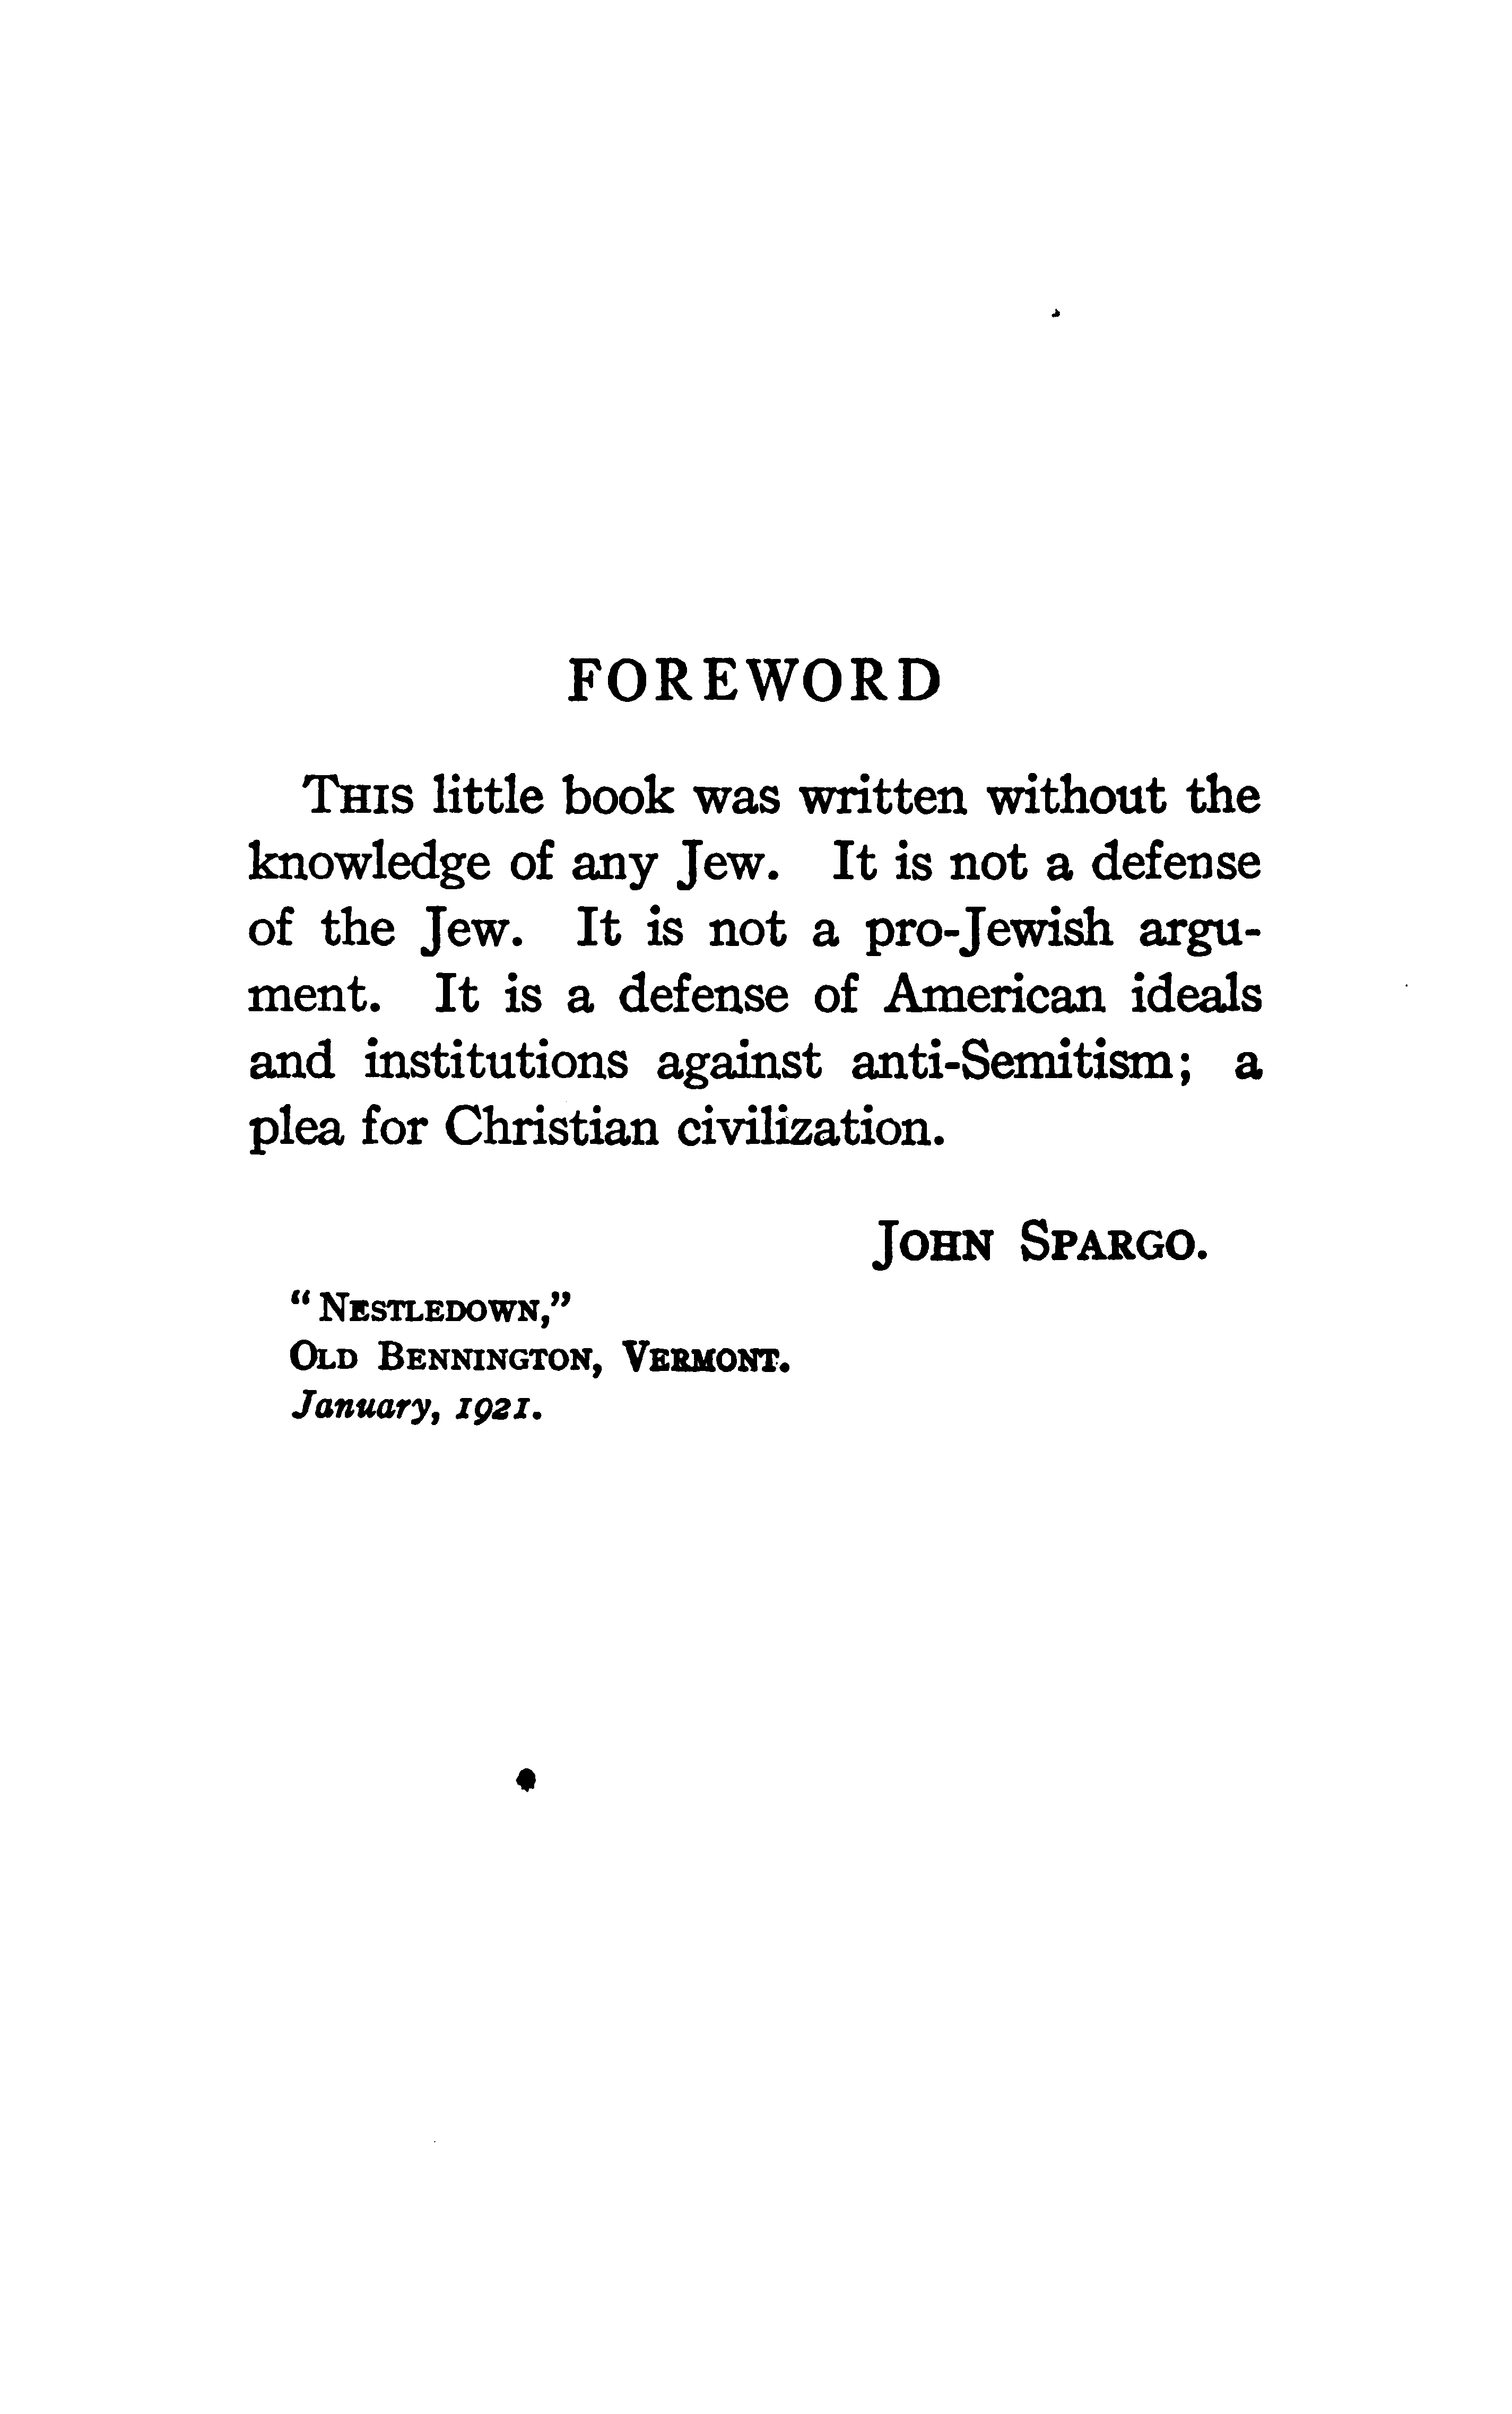 FOREWORD
THIS little book was written without the
knowledge of any Jew. It is not a defense
of the Jew. It is not a pro-Jewish argu-
ment. It is a defense of American ideals
and institutions against anti-Semitism; a
plea for Christian civilization.
JOHN SPARGO.
“NESTLEDOWN,”
OLD BENNINGTON, VERMONT.
January, 1921.